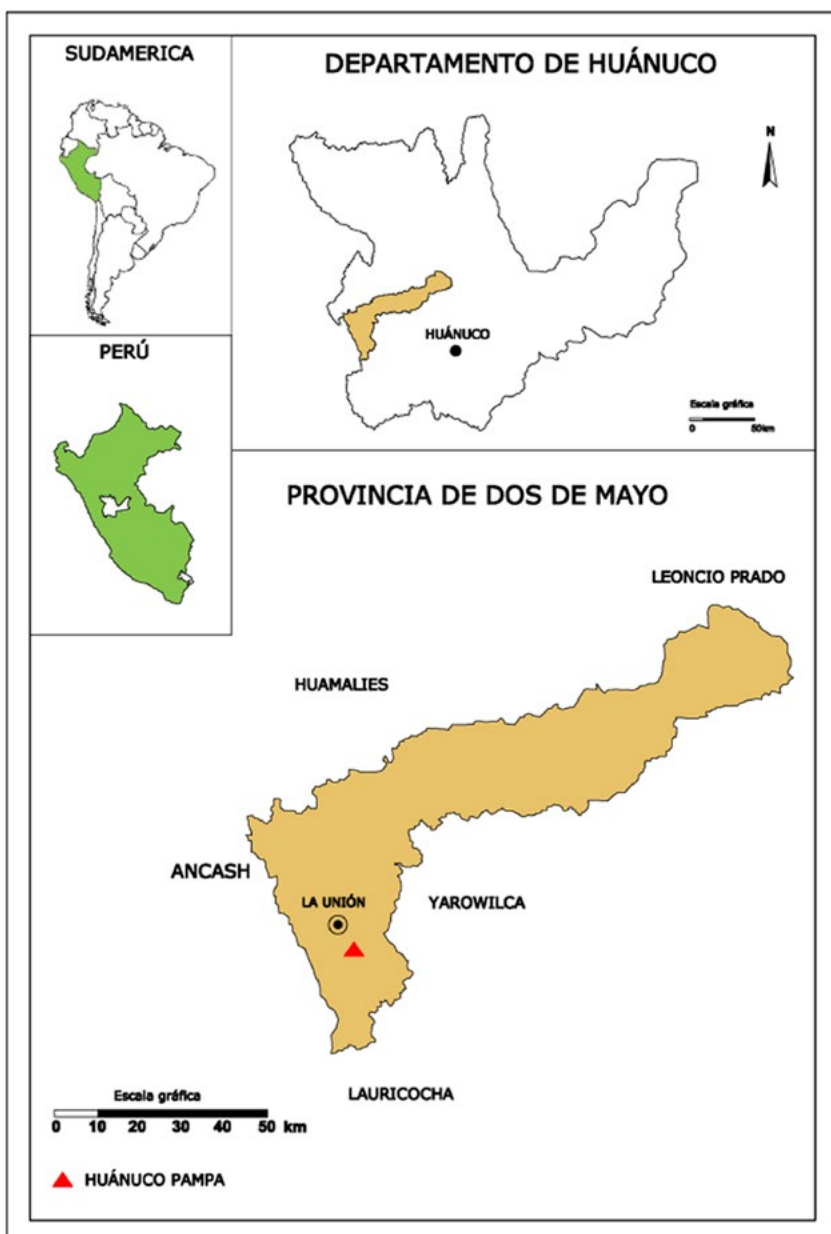 SUDAMERICA
DEPARTAMENTO DE HUÁNUCO
N
HUÁNUCO
Escala gráfica
0 50km
PERÚ
PROVINCIA DE DOS DE MAYO
LEONCIO PRADO
HUAMALIES
ANCASH
LA UNIÓN
YAROWILCA
LAURICOCHA
Escala gráfica
0 10 20 30 40 50 km
HUÁNUCO PAMPA